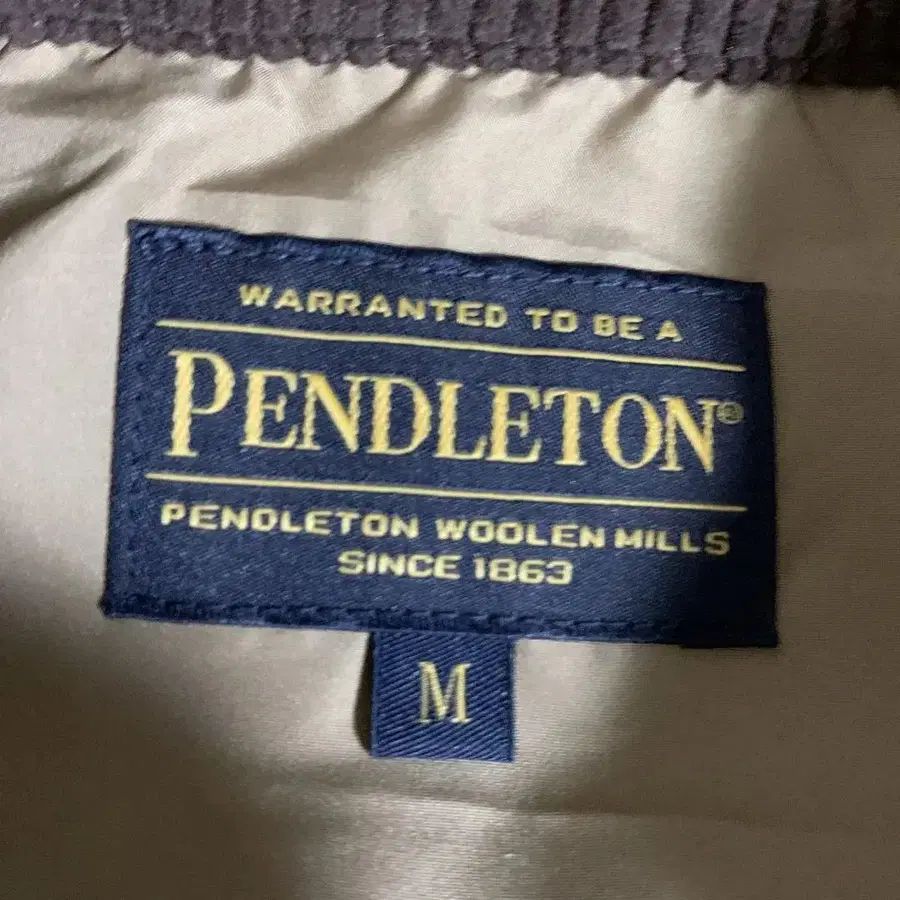 WARRANTED TO BE A
PENDLETON®
PENDLETON WOOLEN MILLS
SINCE 1863
M